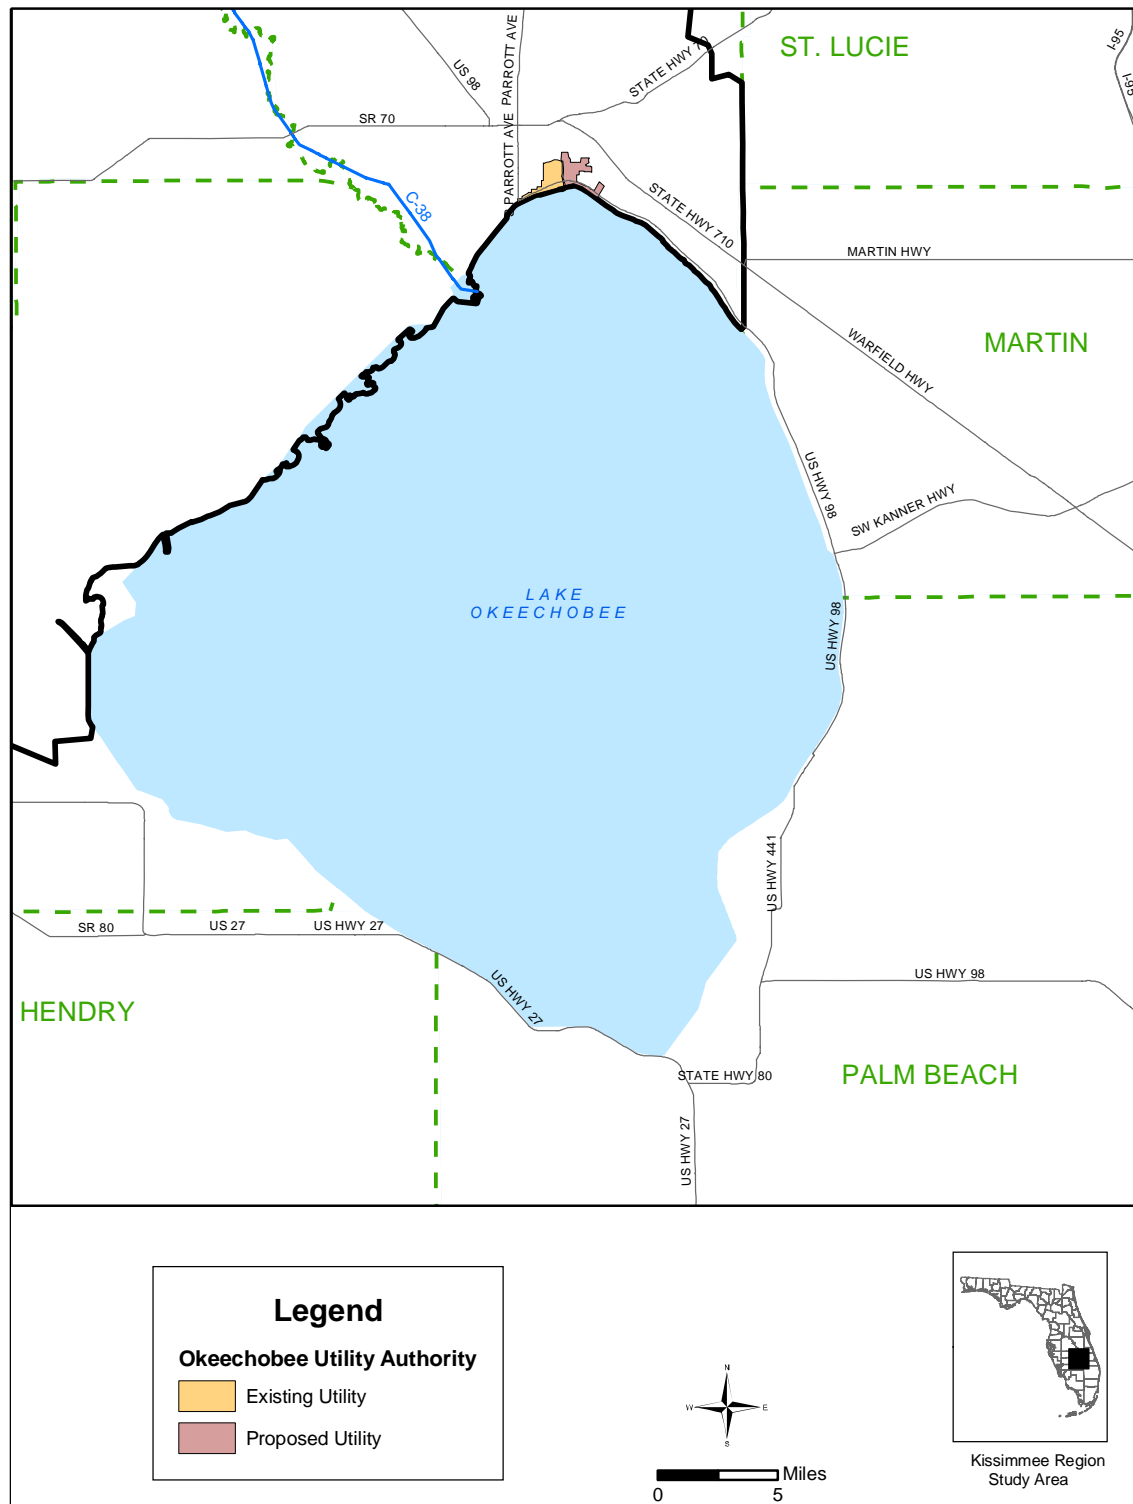 ST. LUCIE
I-95
I-95
US 98
PARROTT AVE
STATE HWY 70
SR 70
S PARROTT AVE
C-38
STATE HWY 710
MARTIN HWY
MARTIN
WARFIELD HWY
US HWY 98
SW KANNER HWY
LAKE
OKEECHOBEE
US HWY 98
US HWY 441
SR 80
US 27
US HWY 27
US HWY 98
US HWY 27
HENDRY
STATE HWY 80
PALM BEACH
US HWY 27
Legend
Okeechobee Utility Authority
Existing Utility
Proposed Utility
N
W
E
S
Miles
0
5
Kissimmee Region
Study Area